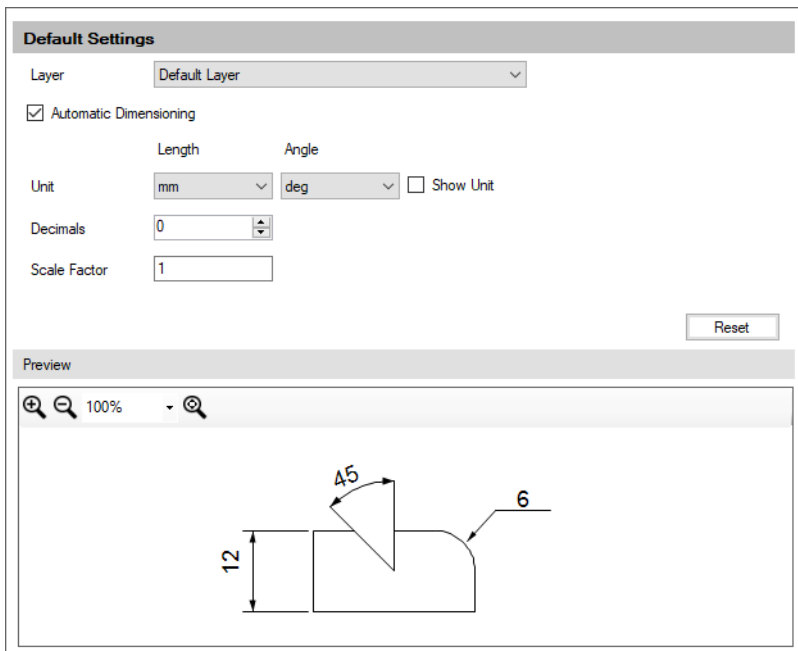 Default Settings
Layer Default Layer
Automatic Dimensioning
Length Angle
Unit mm deg Show Unit
Decimals 0
Scale Factor 1
Reset
Preview
100%
45
6
12